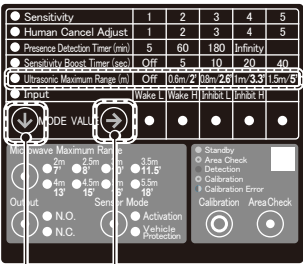 Sensitivity 1 2 3 4 5
Human Cancel Adjust 1 2 3 4 5
Presence Detection Timer (min) 5 60 180 Infinity
Sensitivity Boost Timer (sec) Off 5 10 20 40
Ultrasonic Maximum Range (m) Off 0.6m/2' 0.8m/2.6' 1m/3.3' 1.5m/5'
Input Wake L Wake H Inhibit L Inhibit H
MODE VALUE
Microwave Maximum Range
2m 7' 2.5m 8' 3m 3.5m 11.5'
4m 13' 4.5m 15' 5m 5.5m 18'
Output Sensor Mode
N.O. Activation
N.C. Vehicle Protection
Standby
Area Check
Detection
Calibration
Calibration Error
Calibration Area Check